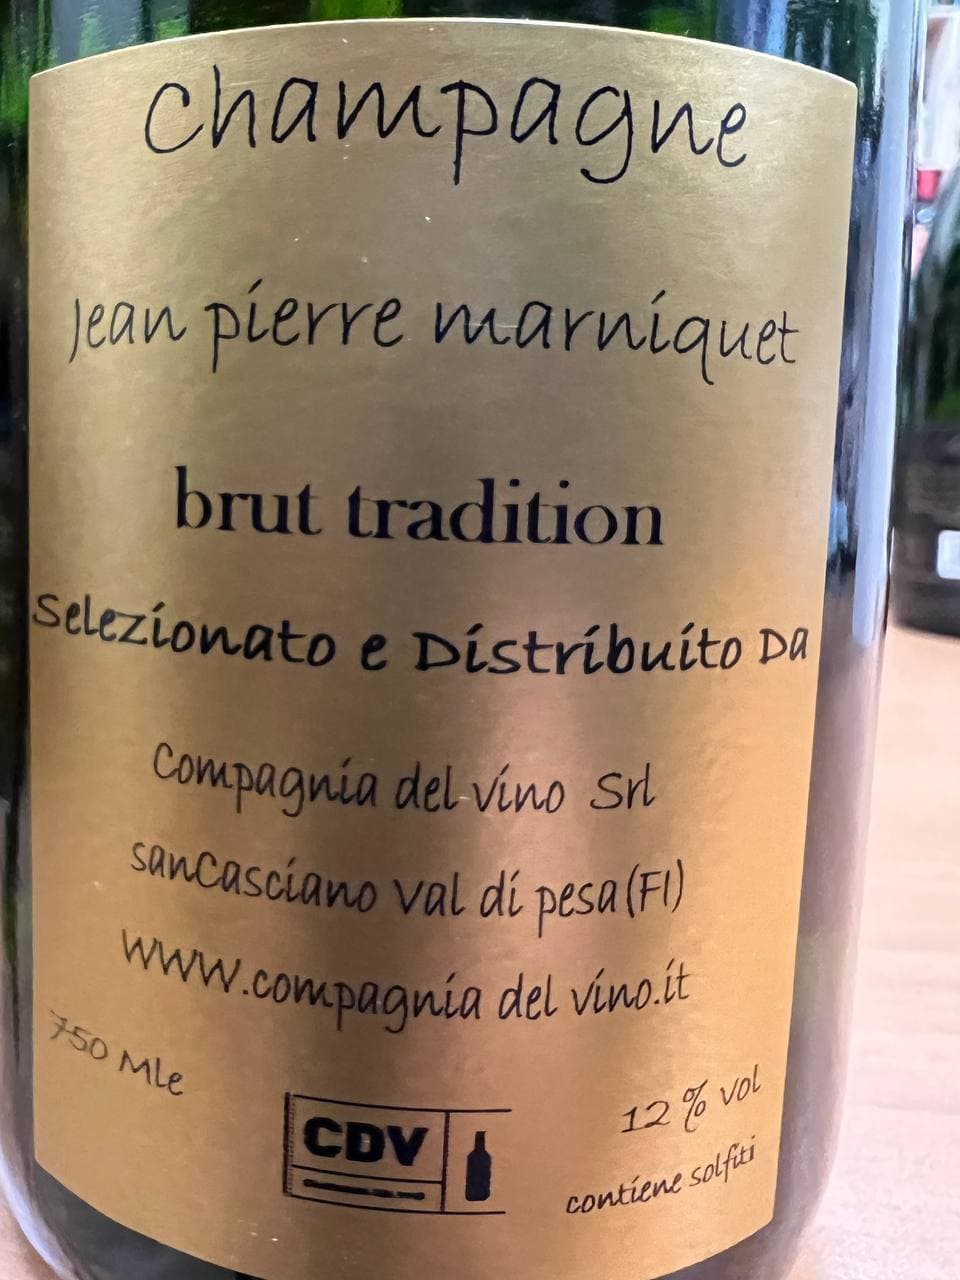 Champagne
Jean pierre marniquet
brut tradition
Selezionato e Distribuito Da
Compagnia del vino Srl
sanCasciano Val di pesa (FI)
WWW.compagnia del vino.it
750 Mle
12 % vol
CDV
contiene solfiti